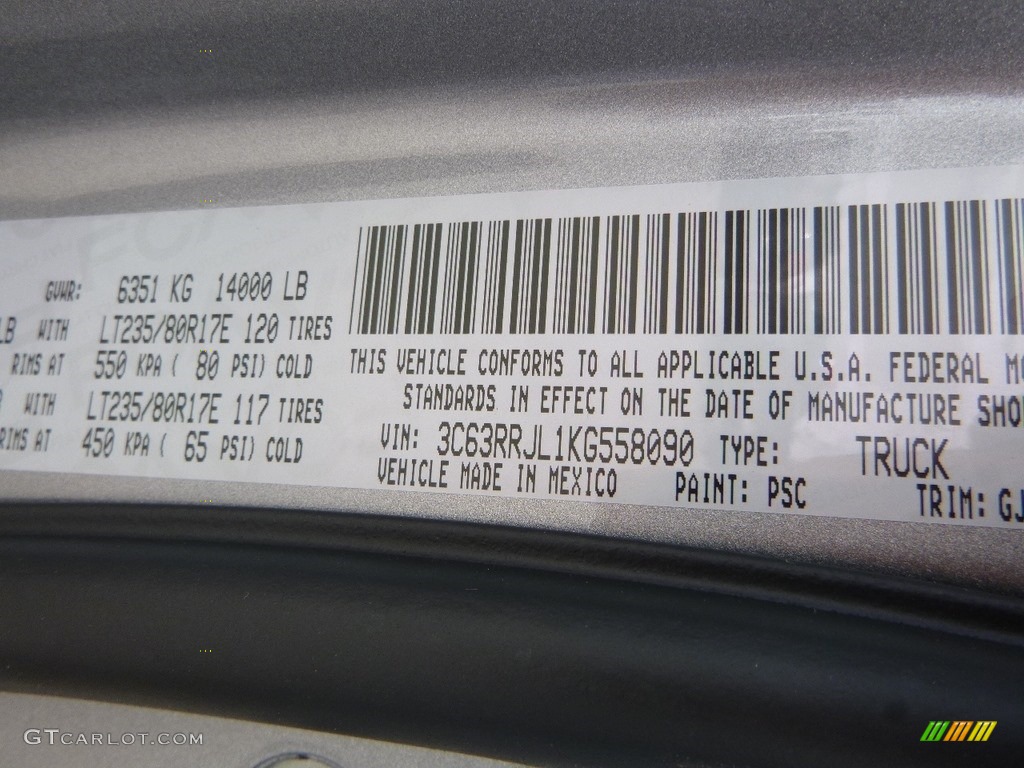 GVWR: 6351 KG 14000 LB
LB WITH LT235/80R17E 120 TIRES
RIMS AT 550 KPA ( 80 PSI) COLD
WITH LT235/80R17E 117 TIRES
RIMS AT 450 KPA ( 65 PSI) COLD
THIS VEHICLE CONFORMS TO ALL APPLICABLE U.S.A. FEDERAL MO
STANDARDS IN EFFECT ON THE DATE OF MANUFACTURE SHO
VIN: 3C63RRJL1KG558090 TYPE: TRUCK
VEHICLE MADE IN MEXICO PAINT: PSC TRIM: GJ
GTCARLOT.COM